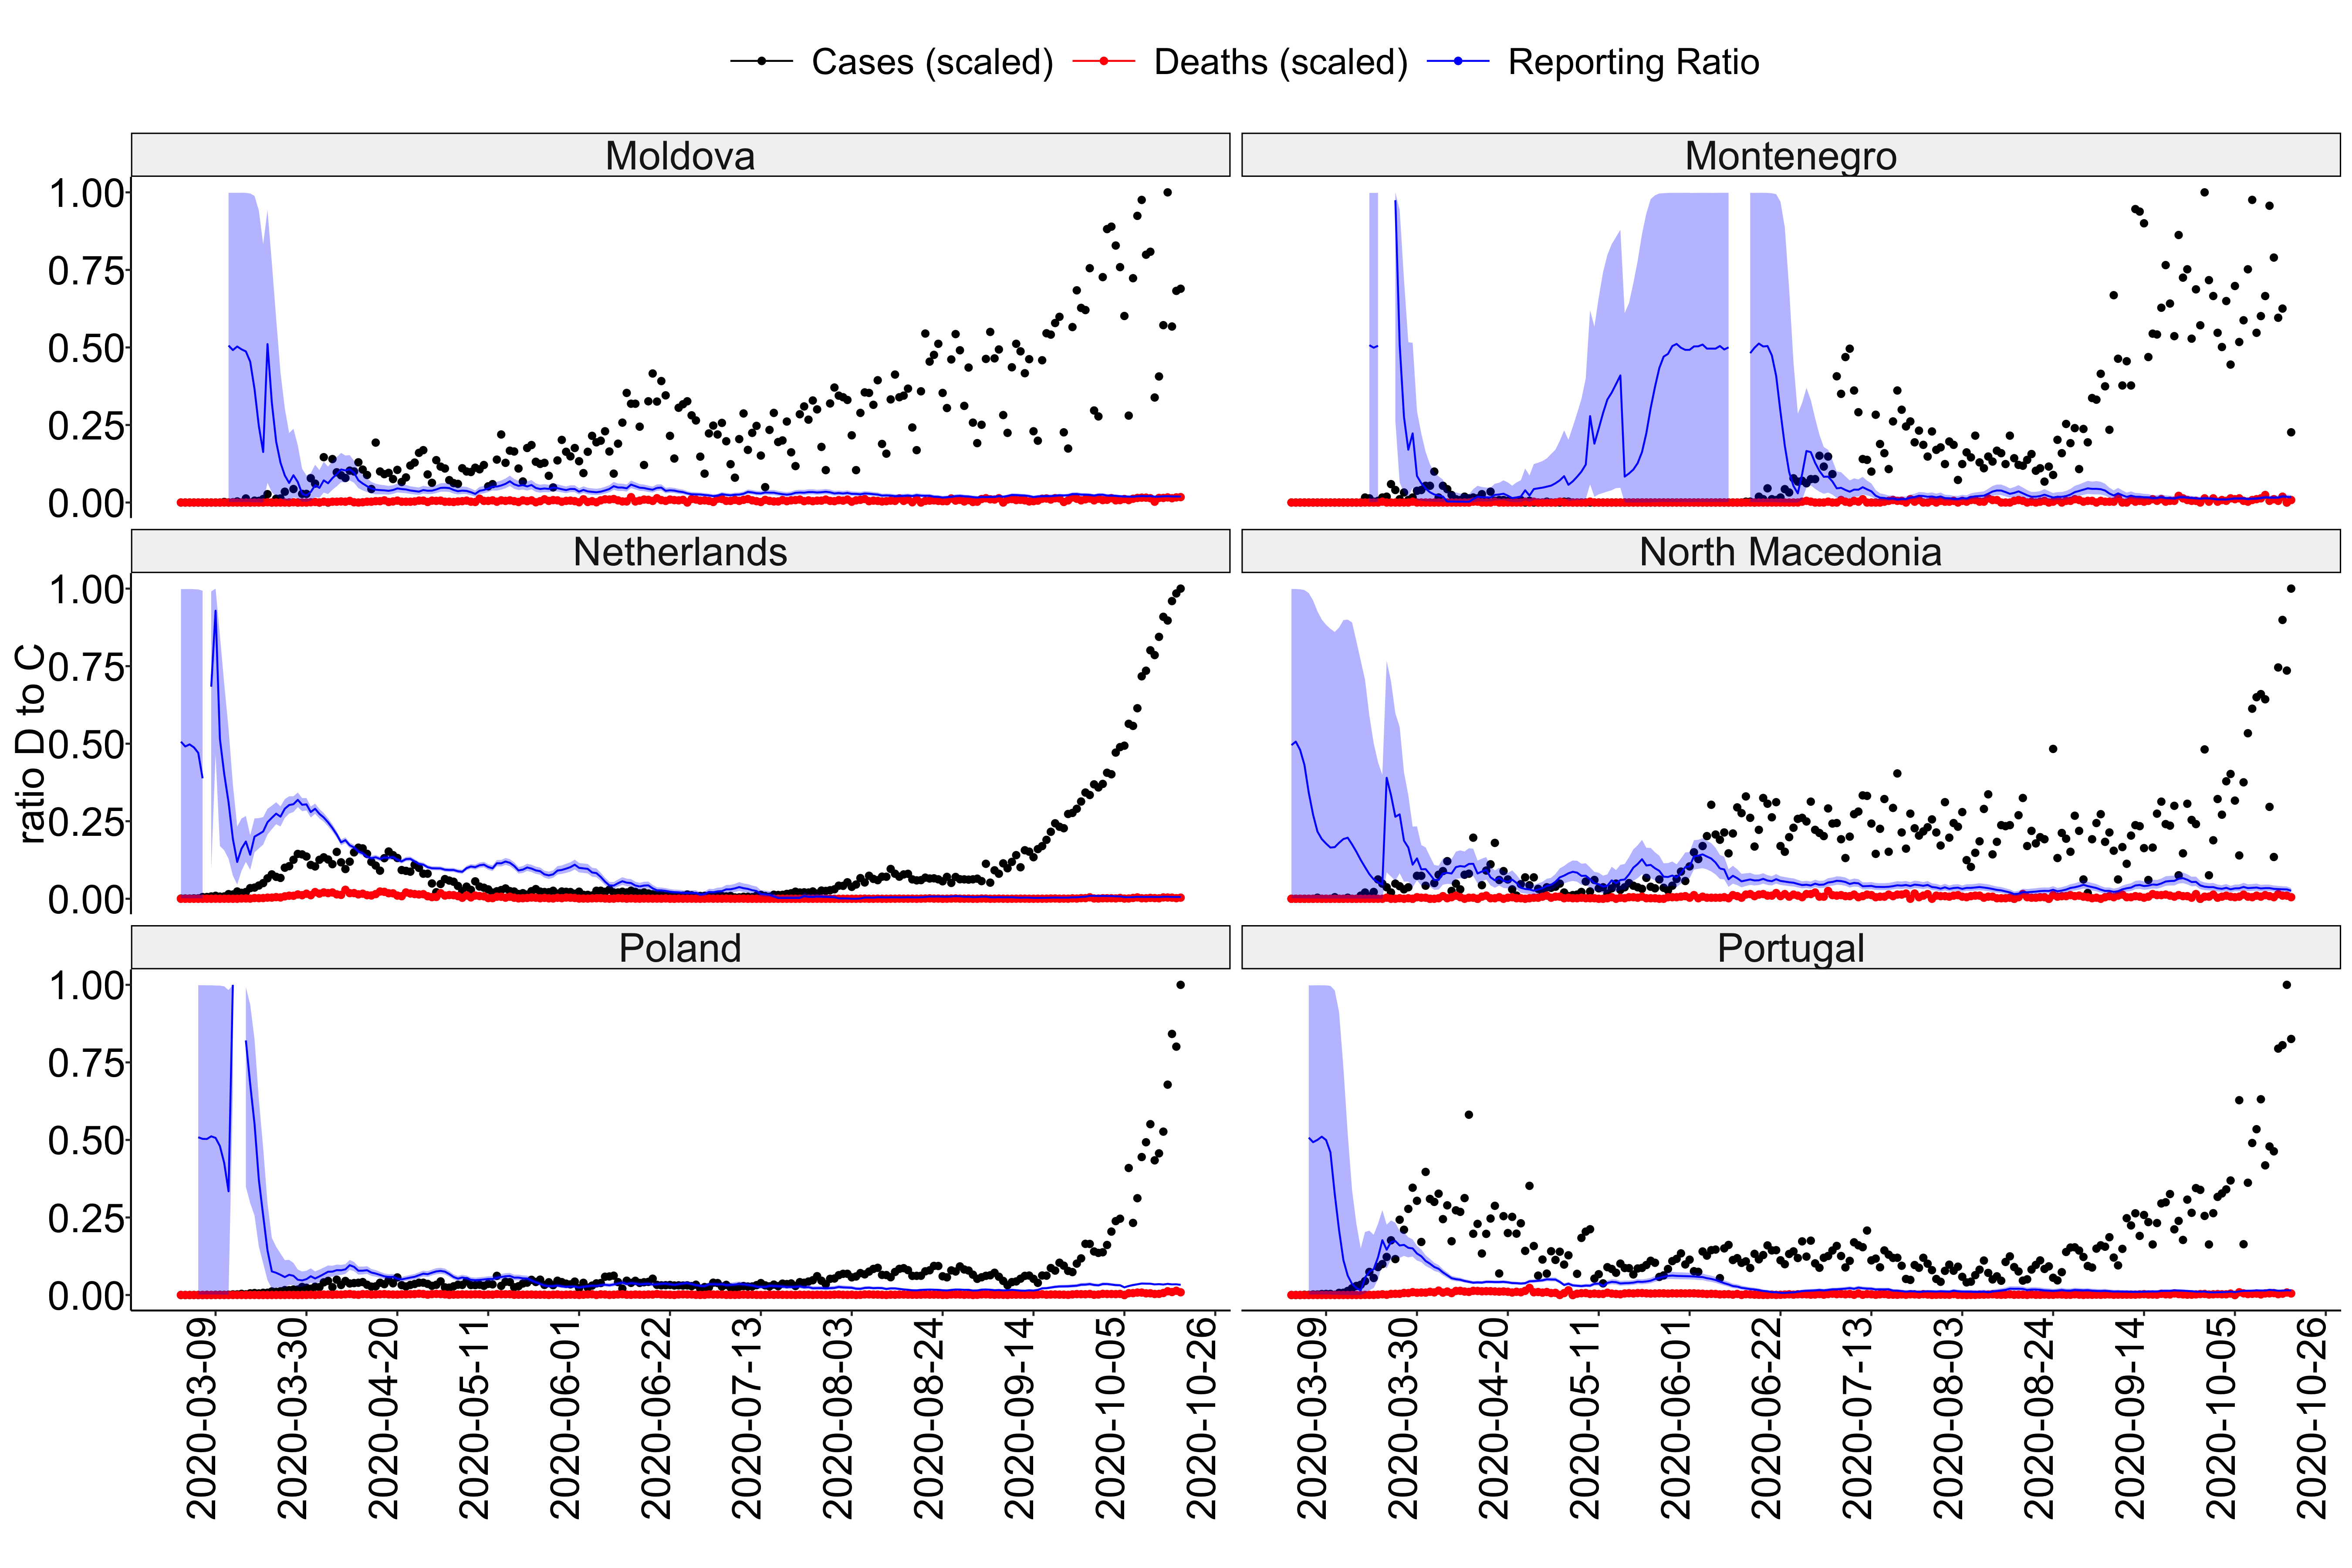 Cases (scaled) Deaths (scaled) Reporting Ratio
Moldova Montenegro
1.00
0.75
0.50
0.25
0.00
Netherlands North Macedonia
ratio D to C
1.00
0.75
0.50
0.25
0.00
Poland Portugal
1.00
0.75
0.50
0.25
0.00
2020-03-09 2020-03-30 2020-04-20 2020-05-11 2020-06-01 2020-06-22 2020-07-13 2020-08-03 2020-08-24 2020-09-14 2020-10-05 2020-10-26 2020-03-09 2020-03-30 2020-04-20 2020-05-11 2020-06-01 2020-06-22 2020-07-13 2020-08-03 2020-08-24 2020-09-14 2020-10-05 2020-10-26